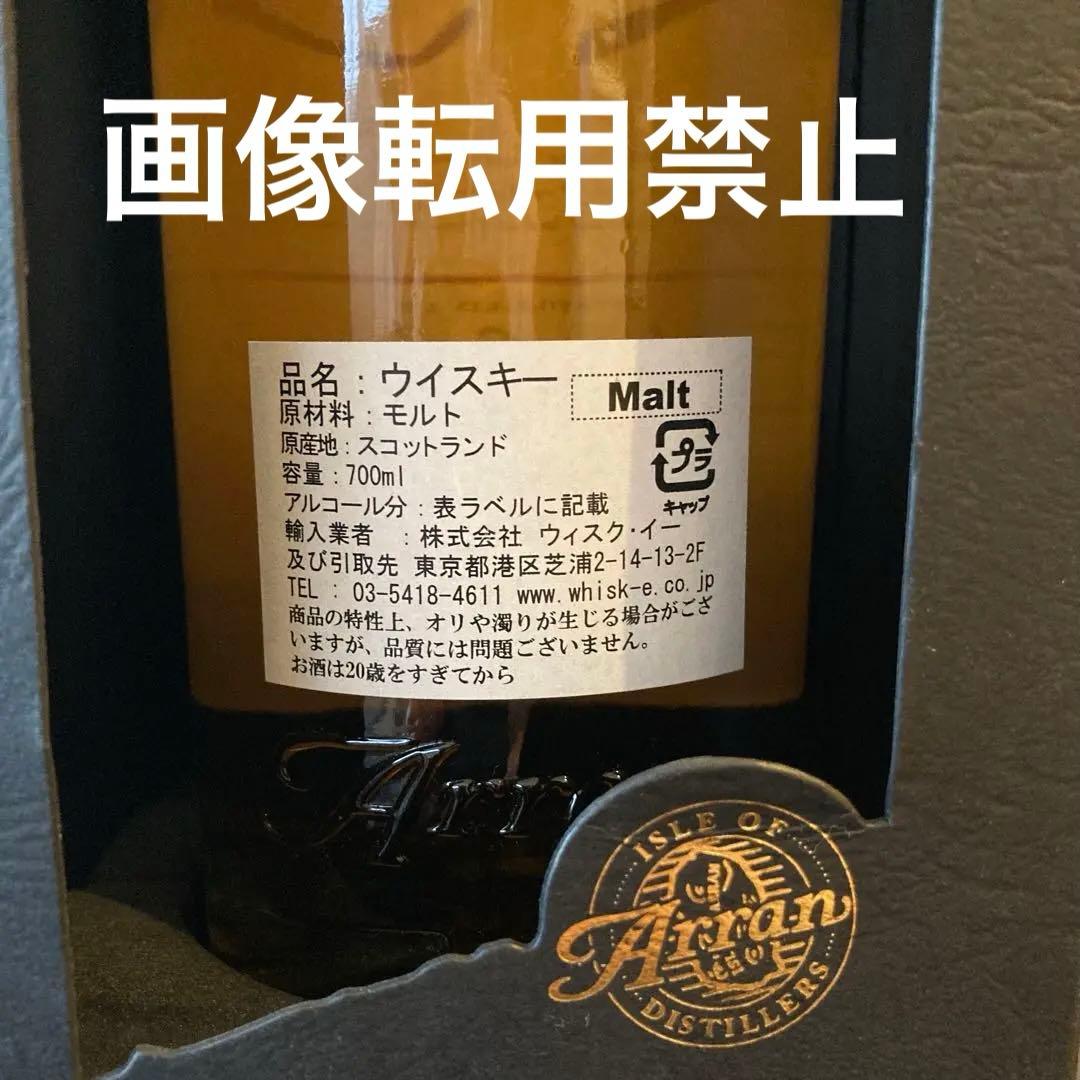 画像転用禁止
品名：ウイスキー
Malt
原材料：モルト
原産地：スコットランド
容量：700ml
プラ
キャップ
アルコール分：表ラベルに記載
輸入業者 ：株式会社 ウィスク・イー
及び引取先 東京都港区芝浦2-14-13-2F
TEL : 03-5418-4611 www.whisk-e.co.jp
商品の特性上、オリや濁りが生じる場合がござ
いますが、品質には問題ございません。
お酒は20歳をすぎてから
Arran
ISLE OF
Arran
DISTILLERS